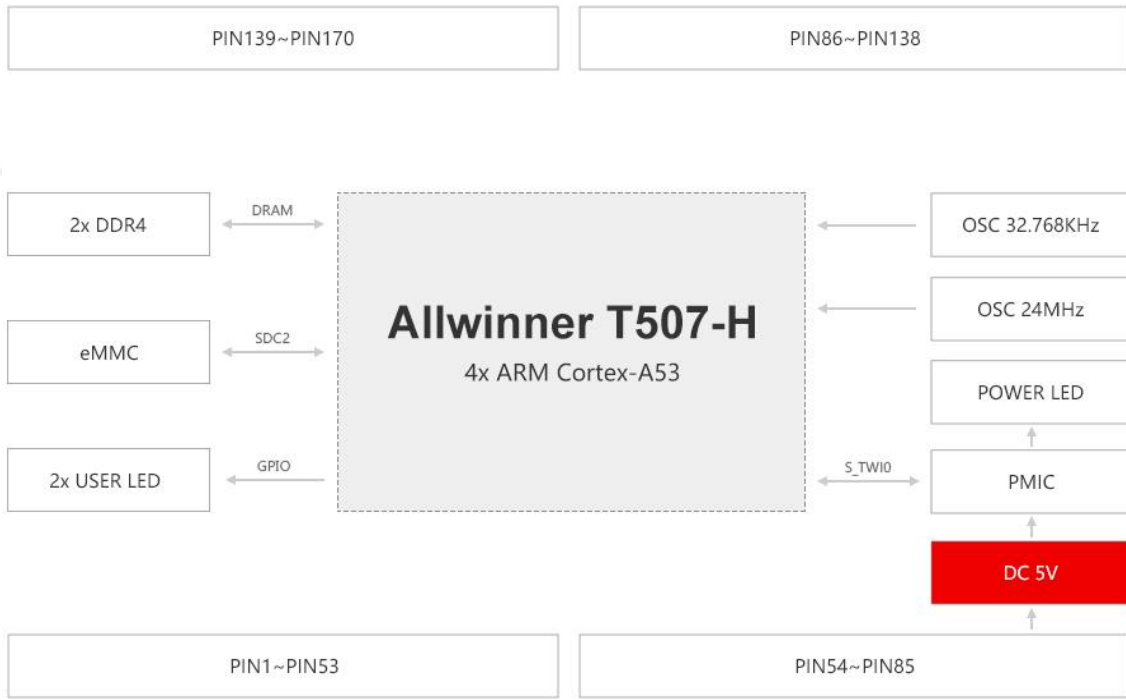 PIN139~PIN170
PIN86~PIN138
2x DDR4
DRAM
OSC 32.768KHz
OSC 24MHz
Allwinner T507-H
4x ARM Cortex-A53
eMMC
SDC2
POWER LED
2x USER LED
GPIO
S_TWI0
PMIC
DC 5V
PIN1~PIN53
PIN54~PIN85